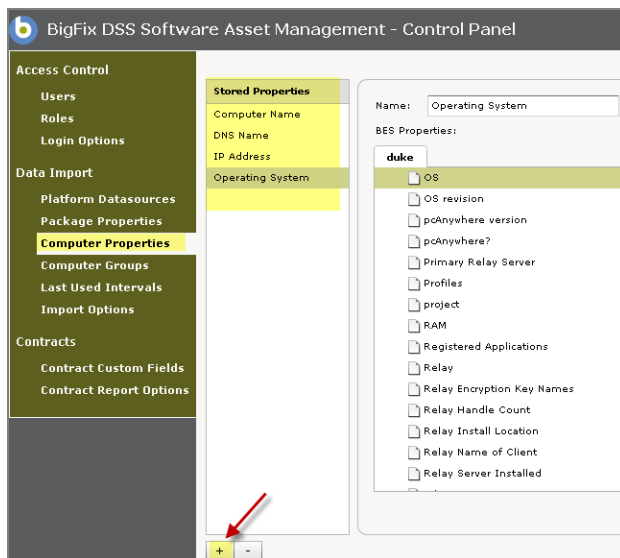 b BigFix DSS Software Asset Management - Control Panel
Access Control
Users
Roles
Login Options
Data Import
Platform Datasources
Package Properties
Computer Properties
Computer Groups
Last Used Intervals
Import Options
Contracts
Contract Custom Fields
Contract Report Options
Stored Properties
Computer Name
DNS Name
IP Address
Operating System
+ -
Name: Operating System
BES Properties:
duke
OS
OS revision
pcAnywhere version
pcAnywhere?
Primary Relay Server
Profiles
project
RAM
Registered Applications
Relay
Relay Encryption Key Names
Relay Handle Count
Relay Install Location
Relay Name of Client
Relay Server Installed